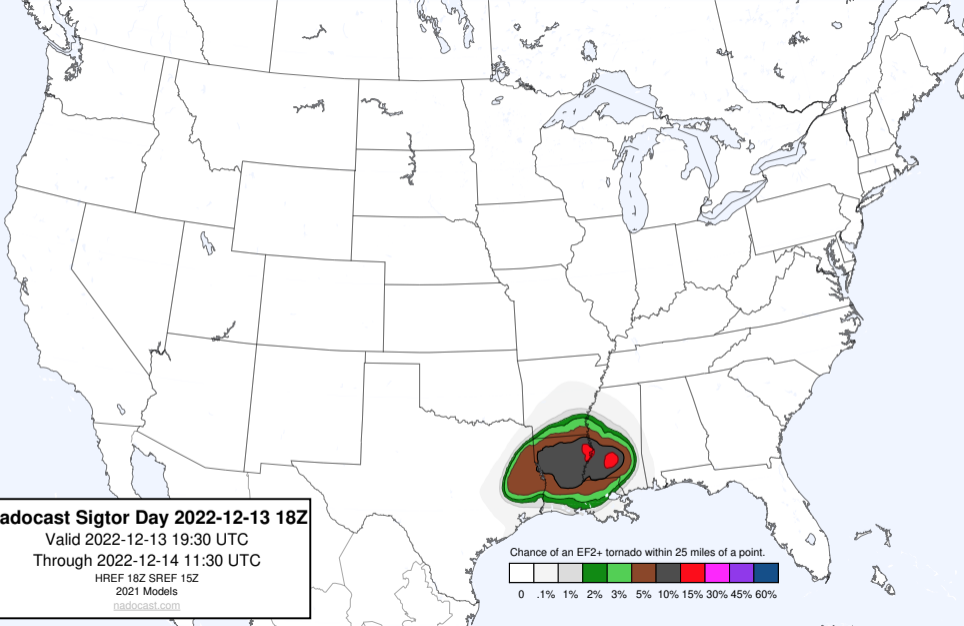 adocast Sigtor Day 2022-12-13 18Z
Valid 2022-12-13 19:30 UTC
Through 2022-12-14 11:30 UTC
HREF 18Z SREF 15Z
2021 Models
nadocast.com
Chance of an EF2+ tornado within 25 miles of a point.
0 .1% 1% 2% 3% 5% 10% 15% 30% 45% 60%